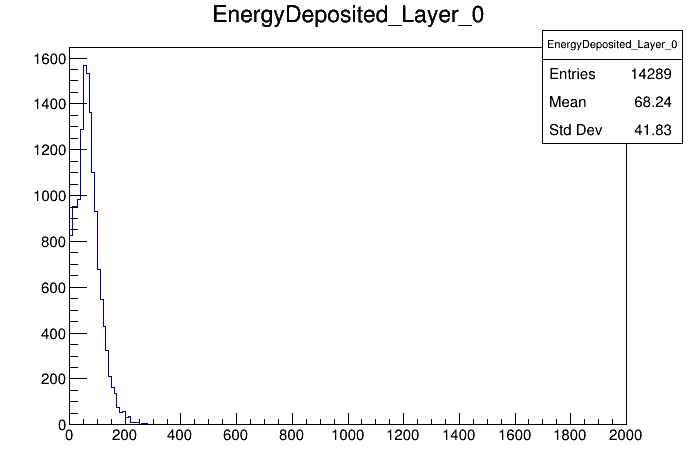 EnergyDeposited_Layer_0
EnergyDeposited_Layer_0
Entries 14289
Mean 68.24
Std Dev 41.83
1600
1400
1200
1000
800
600
400
200
0
0 200 400 600 800 1000 1200 1400 1600 1800 2000